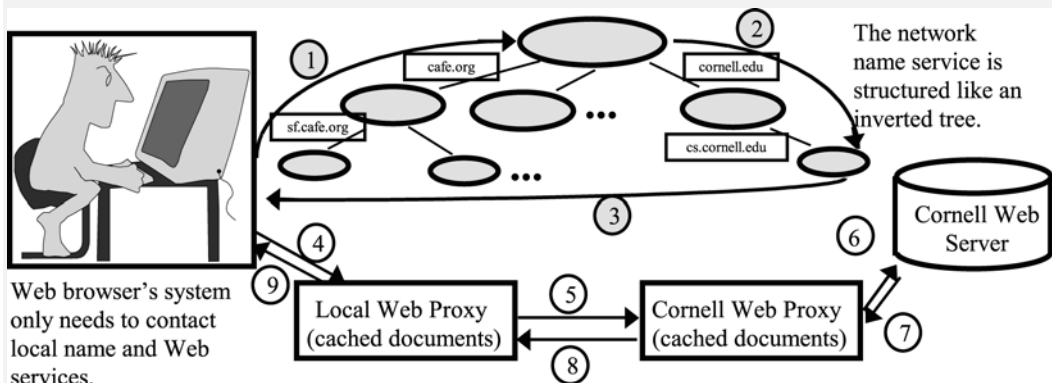 1
2
cafe.org
cornell.edu
The network
name service is
structured like an
inverted tree.
sf.cafe.org
...
cs.cornell.edu
...
3
Cornell Web
Server
4
6
9
Web browser's system
only needs to contact
local name and Web
services.
Local Web Proxy
(cached documents)
5
8
Cornell Web Proxy
(cached documents)
7